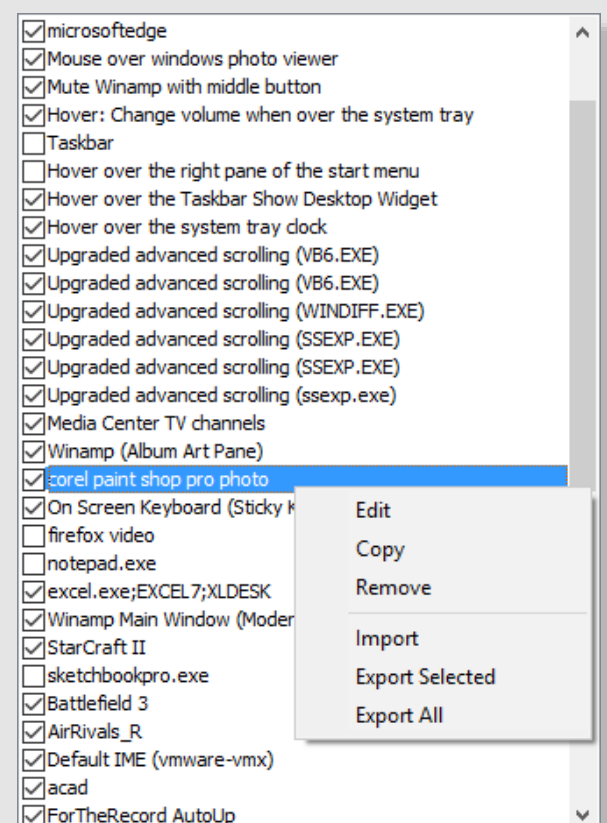 microsoftedge
Mouse over windows photo viewer
Mute Winamp with middle button
Hover: Change volume when over the system tray
Taskbar
Hover over the right pane of the start menu
Hover over the Taskbar Show Desktop Widget
Hover over the system tray clock
Upgraded advanced scrolling (VB6.EXE)
Upgraded advanced scrolling (VB6.EXE)
Upgraded advanced scrolling (WINDIFF.EXE)
Upgraded advanced scrolling (SSEXP.EXE)
Upgraded advanced scrolling (SSEXP.EXE)
Upgraded advanced scrolling (ssexp.exe)
Media Center TV channels
Winamp (Album Art Pane)
corel paint shop pro photo
On Screen Keyboard (Sticky
firefox video
notepad.exe
excel.exe;EXCEL7;XLDESK
Winamp Main Window (Moder
StarCraft II
sketchbookpro.exe
Battlefield 3
AirRivals_R
Default IME (vmware-vmx)
acad
ForTheRecord AutoUp
Edit
Copy
Remove
Import
Export Selected
Export All